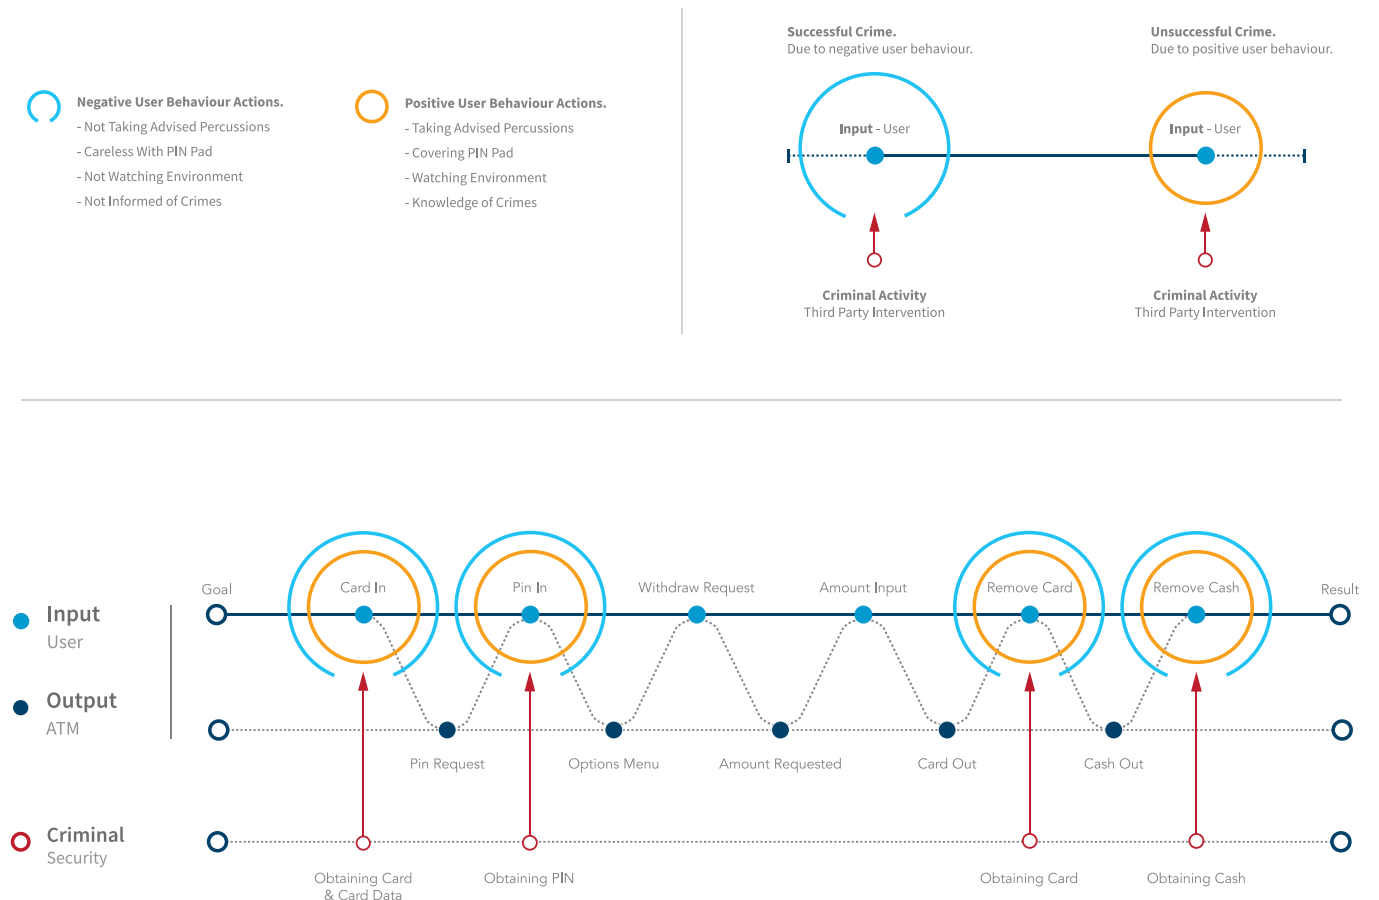 Negative User Behaviour Actions.
- Not Taking Advised Percussions
- Careless With PIN Pad
- Not Watching Environment
- Not Informed of Crimes
Positive User Behaviour Actions.
- Taking Advised Percussions
- Covering PIN Pad
- Watching Environment
- Knowledge of Crimes
Successful Crime.
Due to negative user behaviour.
Input - User
Criminal Activity
Third Party Intervention
Unsuccessful Crime.
Due to positive user behaviour.
Input - User
Criminal Activity
Third Party Intervention
Input
User
Goal
Card In
Pin In
Withdraw Request
Amount Input
Remove Card
Remove Cash
Result
Output
ATM
Pin Request
Options Menu
Amount Requested
Card Out
Cash Out
Criminal
Security
Obtaining Card
& Card Data
Obtaining PIN
Obtaining Card
Obtaining Cash